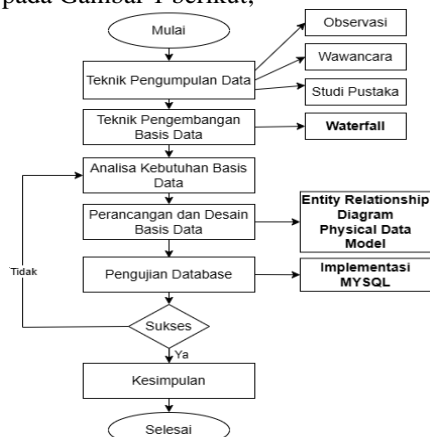 pada Gambar 1 berikut,
Mulai
Observasi
Wawancara
Teknik Pengumpulan Data
Studi Pustaka
Teknik Pengembangan
Basis Data
Waterfall
Analisa Kebutuhan Basis
Data
Perancangan dan Desain
Basis Data
Entity Relationship
Diagram
Physical Data
Model
Tidak
Pengujian Database
Implementasi
MYSQL
Sukses
Ya
Kesimpulan
Selesai